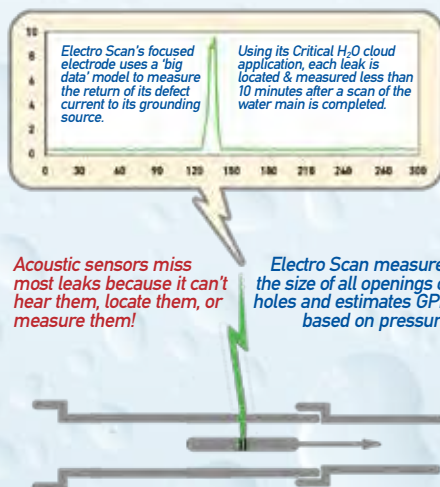 10
8
6
4
2
0
Electro Scan's focused
electrode uses a 'big
data' model to measure
the return of its defect
current to its grounding
source.
Using its Critical H₂O cloud
application, each leak is
located & measured less than
10 minutes after a scan of the
water main is completed.
0 30 60 90 120 150 180 210 240 260 300
Acoustic sensors miss
most leaks because it can't
hear them, locate them, or
measure them!
Electro Scan measure
the size of all openings o
holes and estimates GP
based on pressur